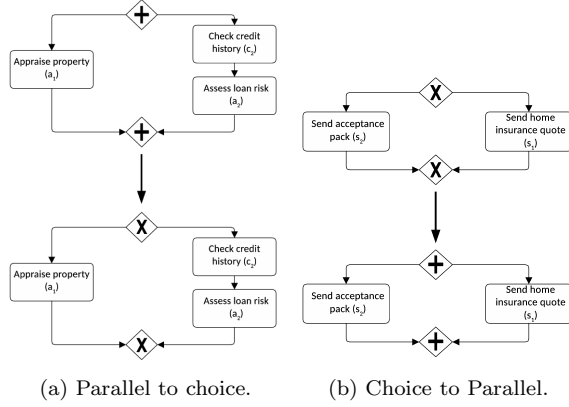 Appraise property
(a1)
Check credit
history (c2)
Assess loan risk
(a2)
Appraise property
(a1)
Check credit
history (c2)
Assess loan risk
(a2)
(a) Parallel to choice.
X
Send acceptance
pack (s2)
Send home
insurance quote
(s1)
X
Send acceptance
pack (s2)
Send home
insurance quote
(s1)
(b) Choice to Parallel.